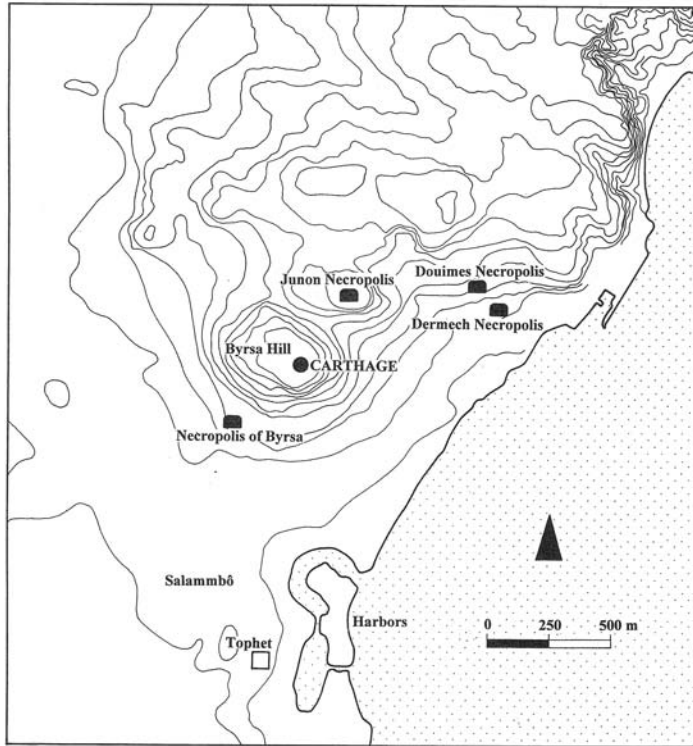 Junon Necropolis
Douimes Necropolis
Dermech Necropolis
Byrsa Hill
CARTHAGE
Necropolis of Byrsa
Salammbô
Harbors
Tophet
0 250 500 m